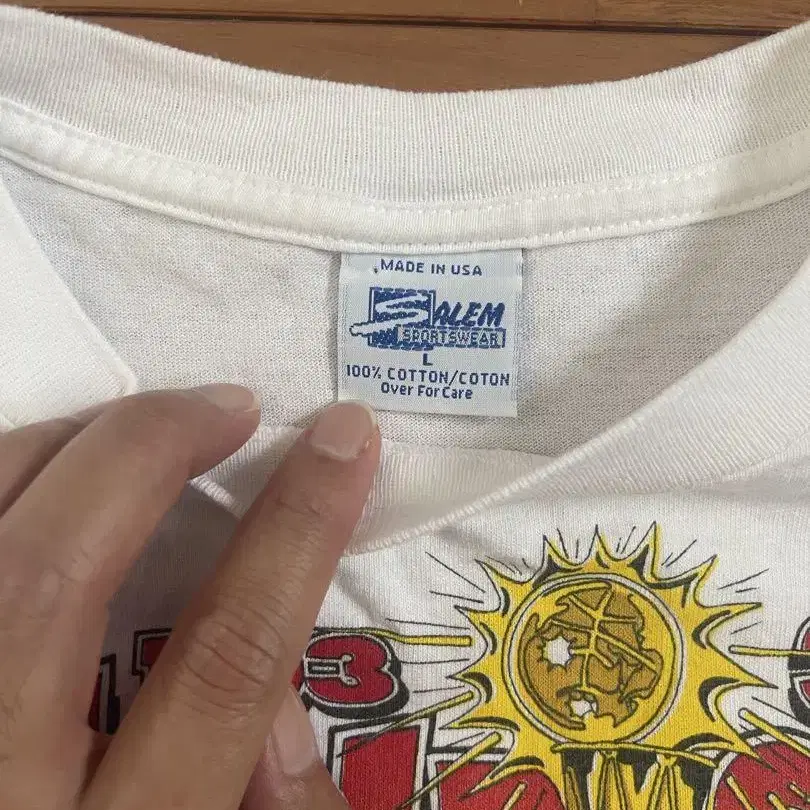 MADE IN USA
SALEM
SPORTSWEAR
L
100% COTTON/COTON
Over For Care